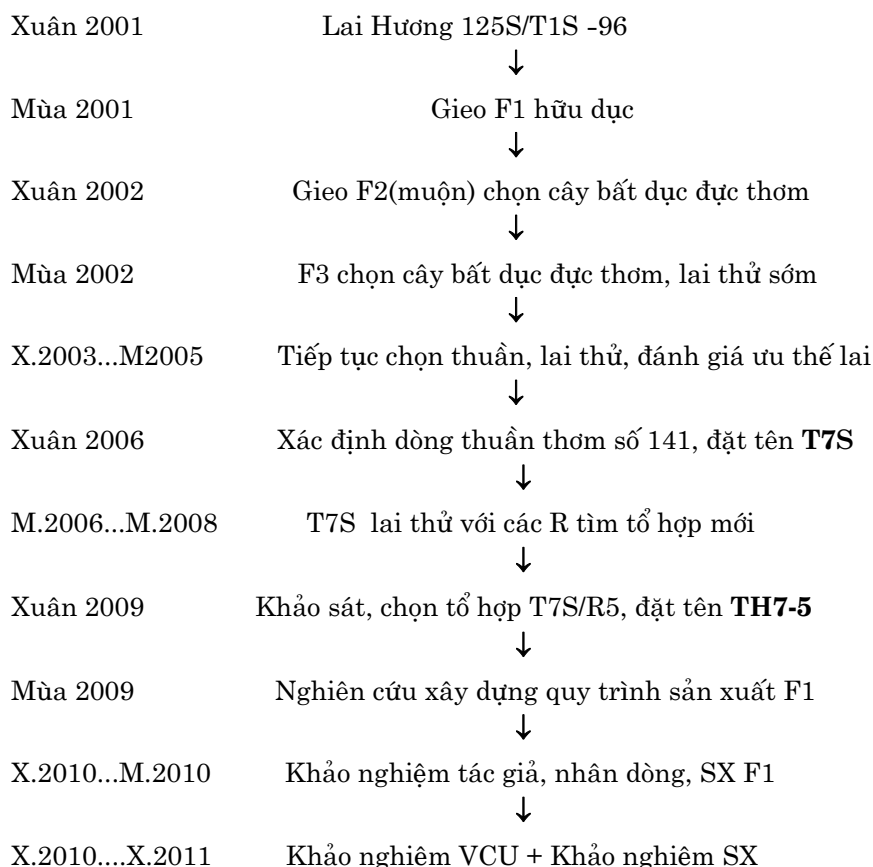 Xuân 2001 Lai Hương 125S/T1S -96
Mùa 2001 Gieo F1 hữu dục
Xuân 2002 Gieo F2(muộn) chọn cây bất dục đực thơm
Mùa 2002 F3 chọn cây bất dục đực thơm, lai thử sớm
X.2003...M2005 Tiếp tục chọn thuần, lai thử, đánh giá ưu thế lai
Xuân 2006 Xác định dòng thuần thơm số 141, đặt tên T7S
M.2006...M.2008 T7S lai thử với các R tìm tổ hợp mới
Xuân 2009 Khảo sát, chọn tổ hợp T7S/R5, đặt tên TH7-5
Mùa 2009 Nghiên cứu xây dựng quy trình sản xuất F1
X.2010...M.2010 Khảo nghiệm tác giả, nhân dòng, SX F1
X.2010....X.2011 Khảo nghiệm VCU + Khảo nghiệm SX